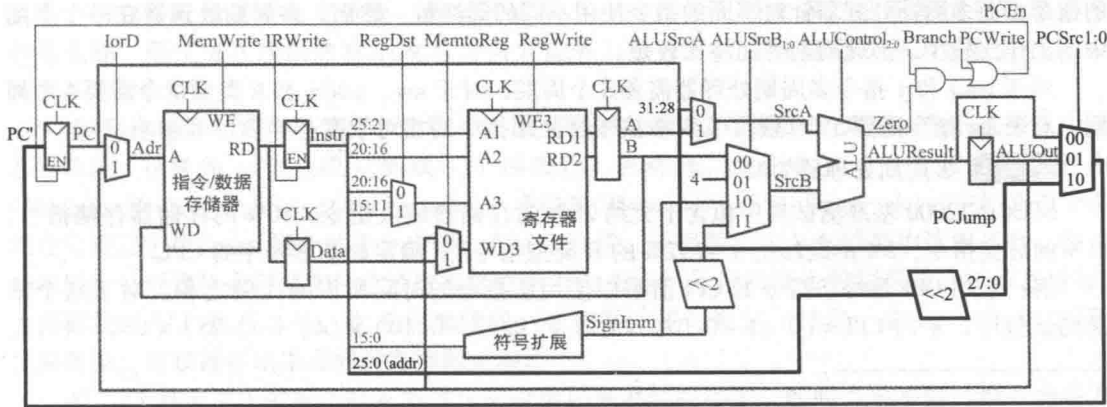 PCEn
IorD MemWrite IRWrite RegDst MemtoReg RegWrite ALUSrcA ALUSrcB1:0 ALUControl2:0 Branch PCWrite PCSrc1:0
CLK CLK CLK CLK CLK CLK
PC' PC EN
0 1 Adr
WE
A RD
指令/数据
存储器
WD
EN Instr
CLK
Data
25:21
20:16
20:16
15:11
0 1
0 1
A1 WE3
A2 RD1
RD2
A3
寄存器
文件
WD3
A
B
31:28
4
00
01
10
11
SrcA
SrcB
ALU
Zero
ALUResult
ALUOut
00
01
10
PCJump
<<2
<<2 27:0
SignImm
符号扩展
15:0
25:0 (addr)